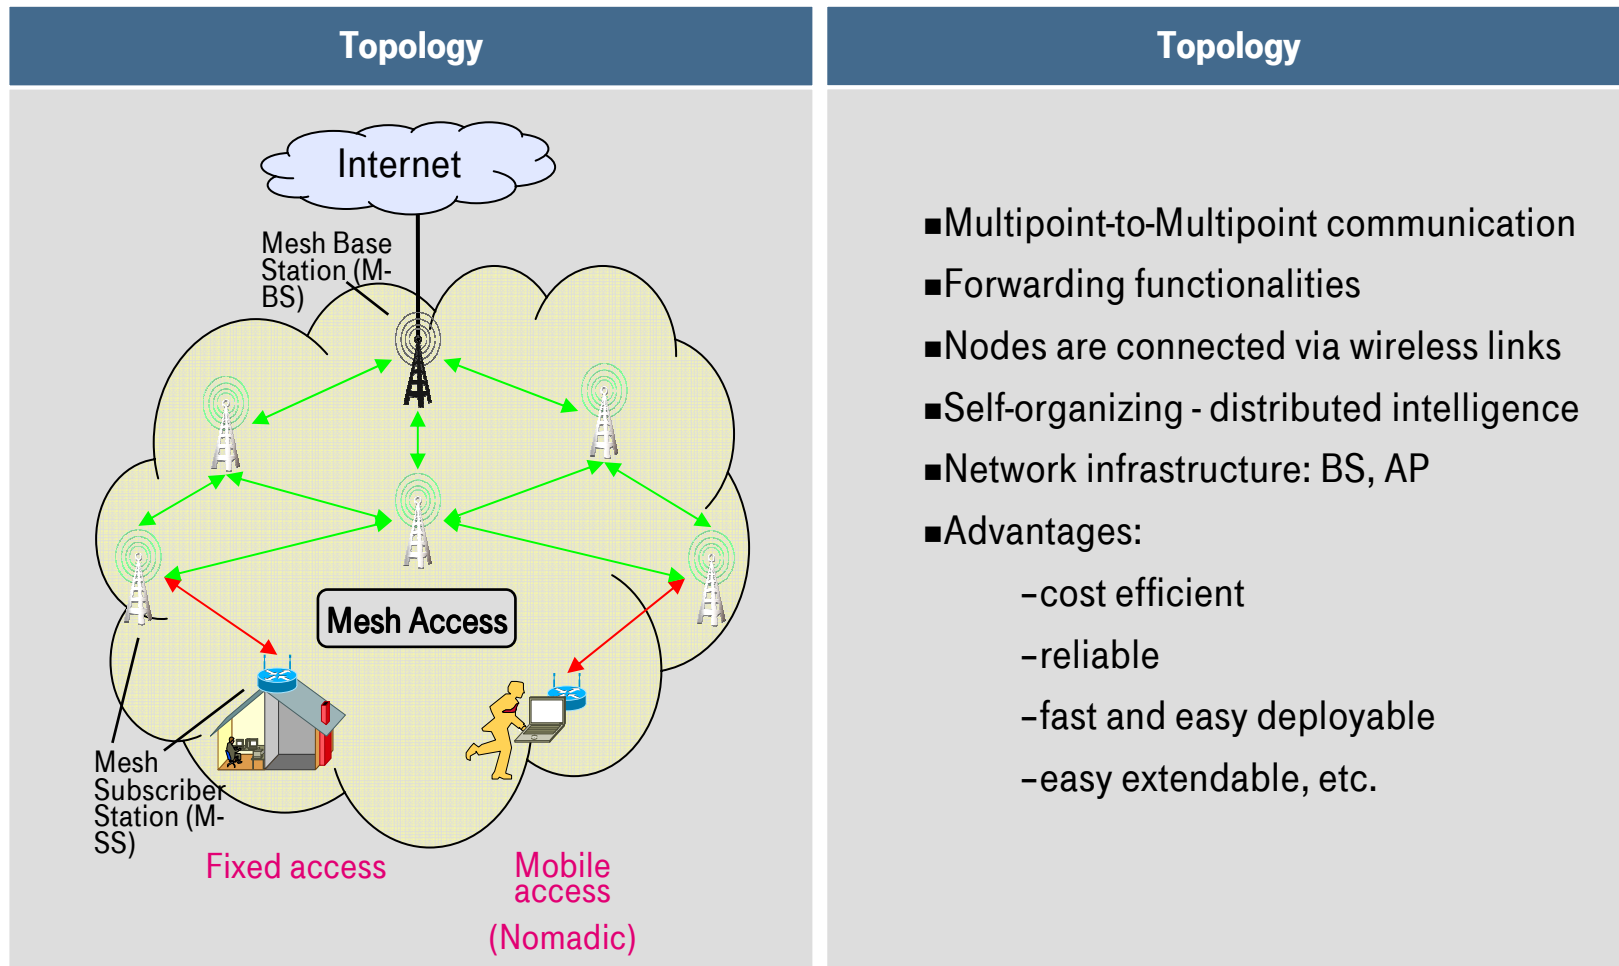 Topology
Internet
Mesh Base
Station (M-
BS)
Mesh Access
Mesh
Subscriber
Station (M-
SS)
Fixed access
Mobile
access
(Nomadic)
Topology
▪Multipoint-to-Multipoint communication
▪Forwarding functionalities
▪Nodes are connected via wireless links
▪Self-organizing - distributed intelligence
▪Network infrastructure: BS, AP
▪Advantages:
–cost efficient
–reliable
–fast and easy deployable
–easy extendable, etc.